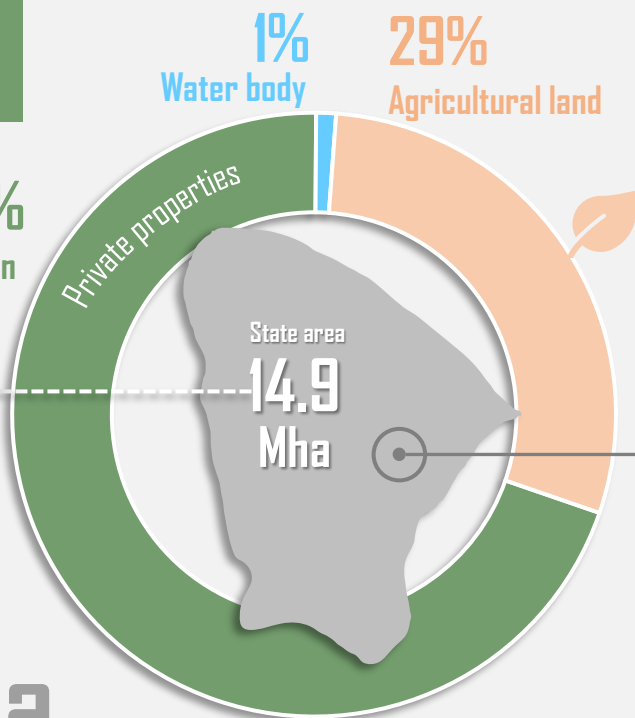 1%
Water body
29%
Agricultural land
%
n
Private properties
State area
14.9
Mha